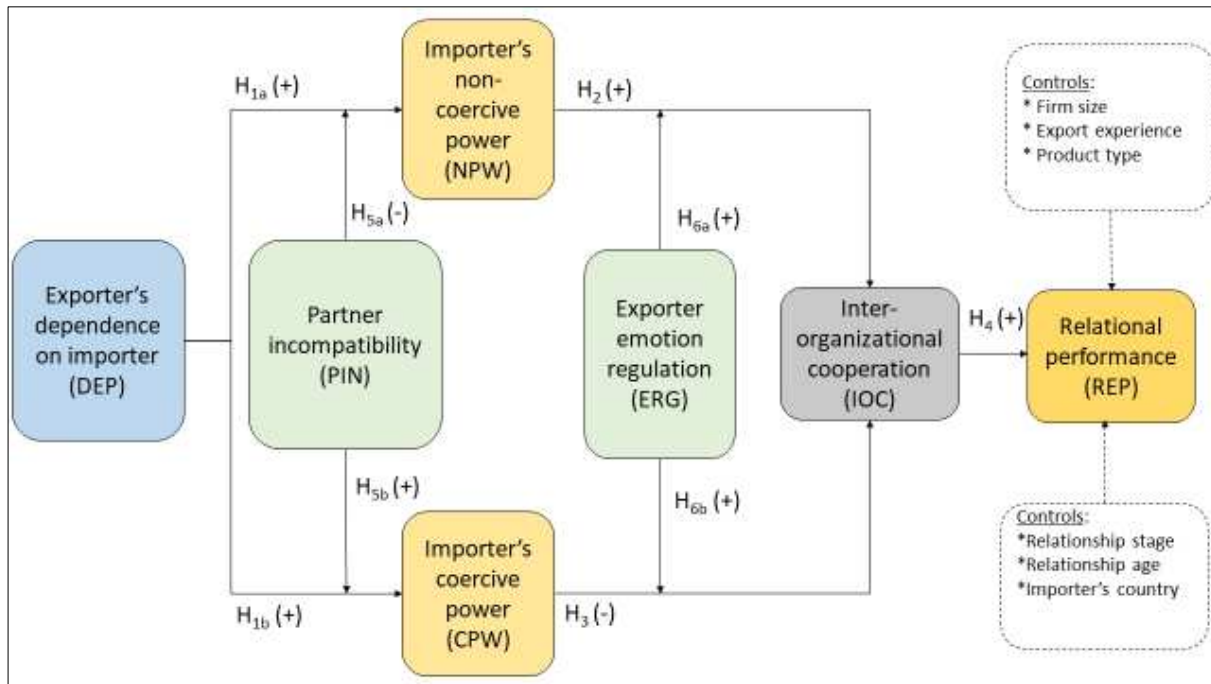 Importer's
non-
coercive
power
(NPW)
H1a (+)
H2 (+)
Controls:
* Firm size
* Export experience
* Product type
H5a (-)
H6a (+)
Exporter's
dependence
on importer
(DEP)
Partner
incompatibility
(PIN)
Exporter
emotion
regulation
(ERG)
Inter-
organizational
cooperation
(IOC)
H4 (+)
Relational
performance
(REP)
H5b (+)
H6b (+)
Importer's
coercive
power
(CPW)
H1b (+)
H3 (-)
Controls:
*Relationship stage
*Relationship age
*Importer's country